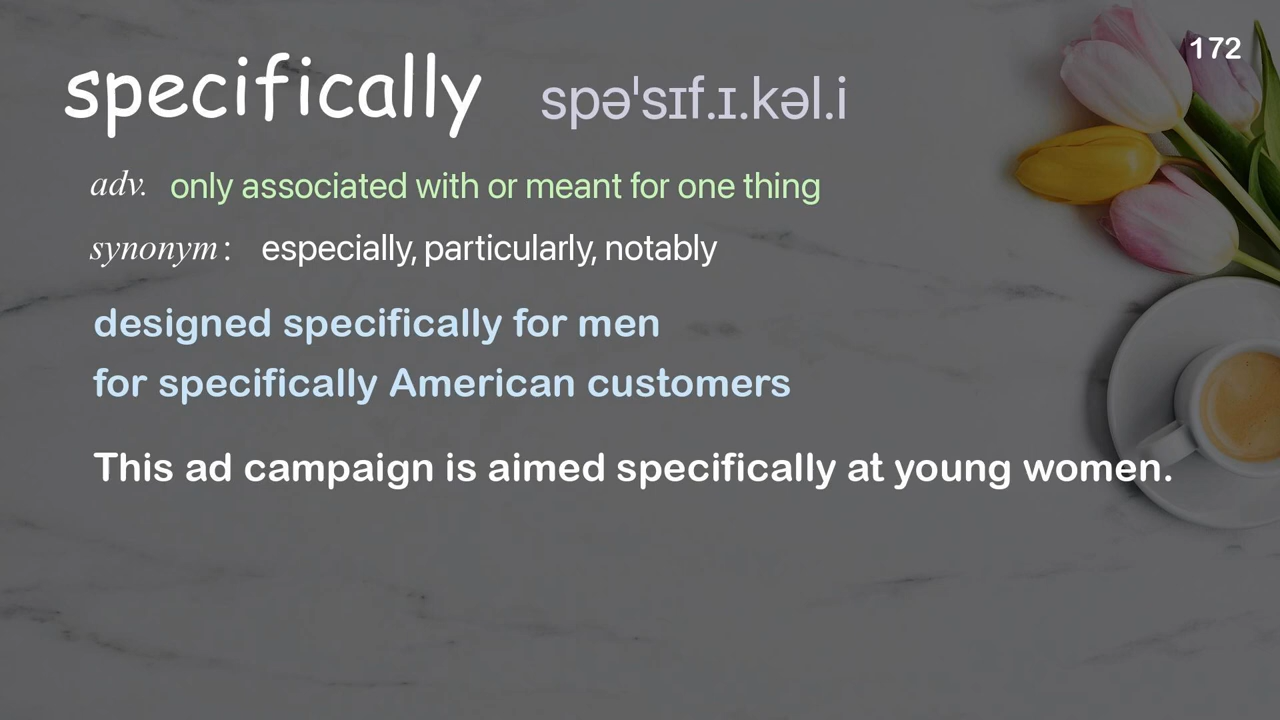 172
specifically spəˈsɪf.ɪ.kəl.i
adv. only associated with or meant for one thing
synonym: especially, particularly, notably
designed specifically for men
for specifically American customers
This ad campaign is aimed specifically at young women.